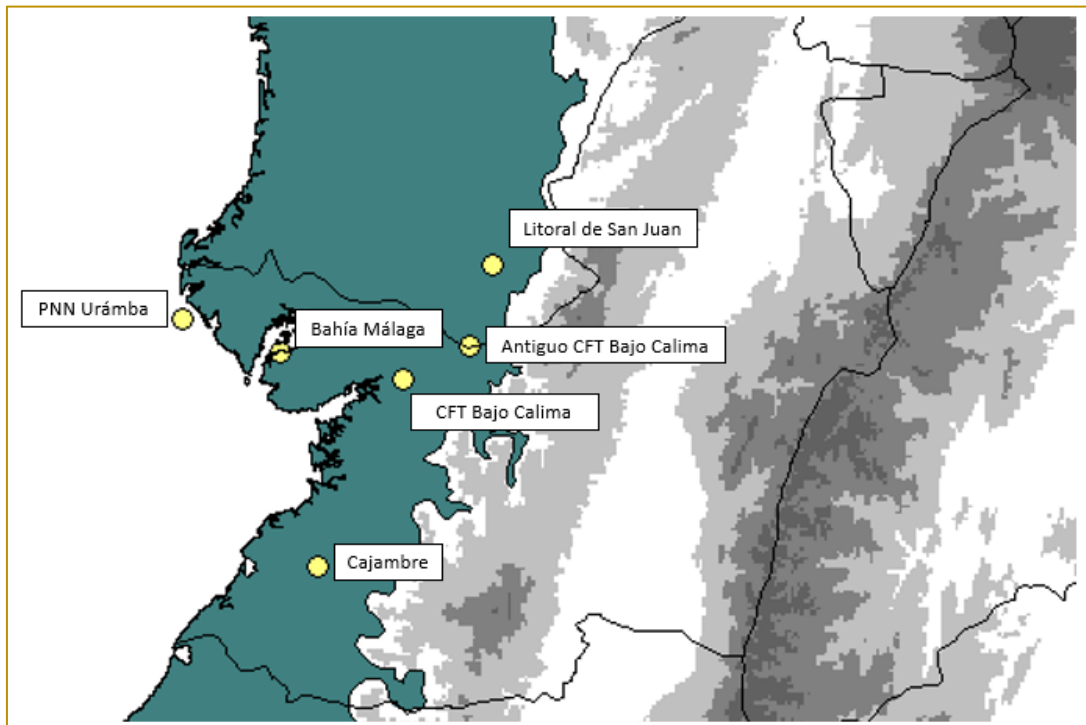 Litoral de San Juan
PNN Urámba
Bahía Málaga
Antiguo CFT Bajo Calima
CFT Bajo Calima
Cajambre